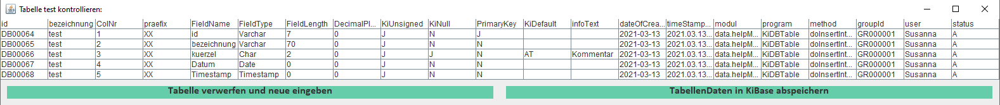 Tabelle test kontrollieren:
id bezeichnung ColNr praefix FieldName FieldType FieldLength DecimalPl... KiUnsigned KiNull PrimaryKey KiDefault infoText dateOfCrea... timeStamp... modul program method groupId user status
DB00064 test 1 XX id Varchar 7 0 J N J 2021-03-13 2021.03.13... data.helpM... KiDBTable doInsertInt... GR000001 Susanna A
DB00065 test 2 XX bezeichnung Varchar 70 0 J N N 2021-03-13 2021.03.13... data.helpM... KiDBTable doInsertInt... GR000001 Susanna A
DB00066 test 3 XX kuerzel Char 2 0 J J N AT Kommentar 2021-03-13 2021.03.13... data.helpM... KiDBTable doInsertInt... GR000001 Susanna A
DB00067 test 4 XX Datum Date 0 0 J N N 2021-03-13 2021.03.13... data.helpM... KiDBTable doInsertInt... GR000001 Susanna A
DB00068 test 5 XX Timestamp Timestamp 0 0 J N N 2021-03-13 2021.03.13... data.helpM... KiDBTable doInsertInt... GR000001 Susanna A
Tabelle verwerfen und neue eingeben TabellenDaten in KiBase abspeichern